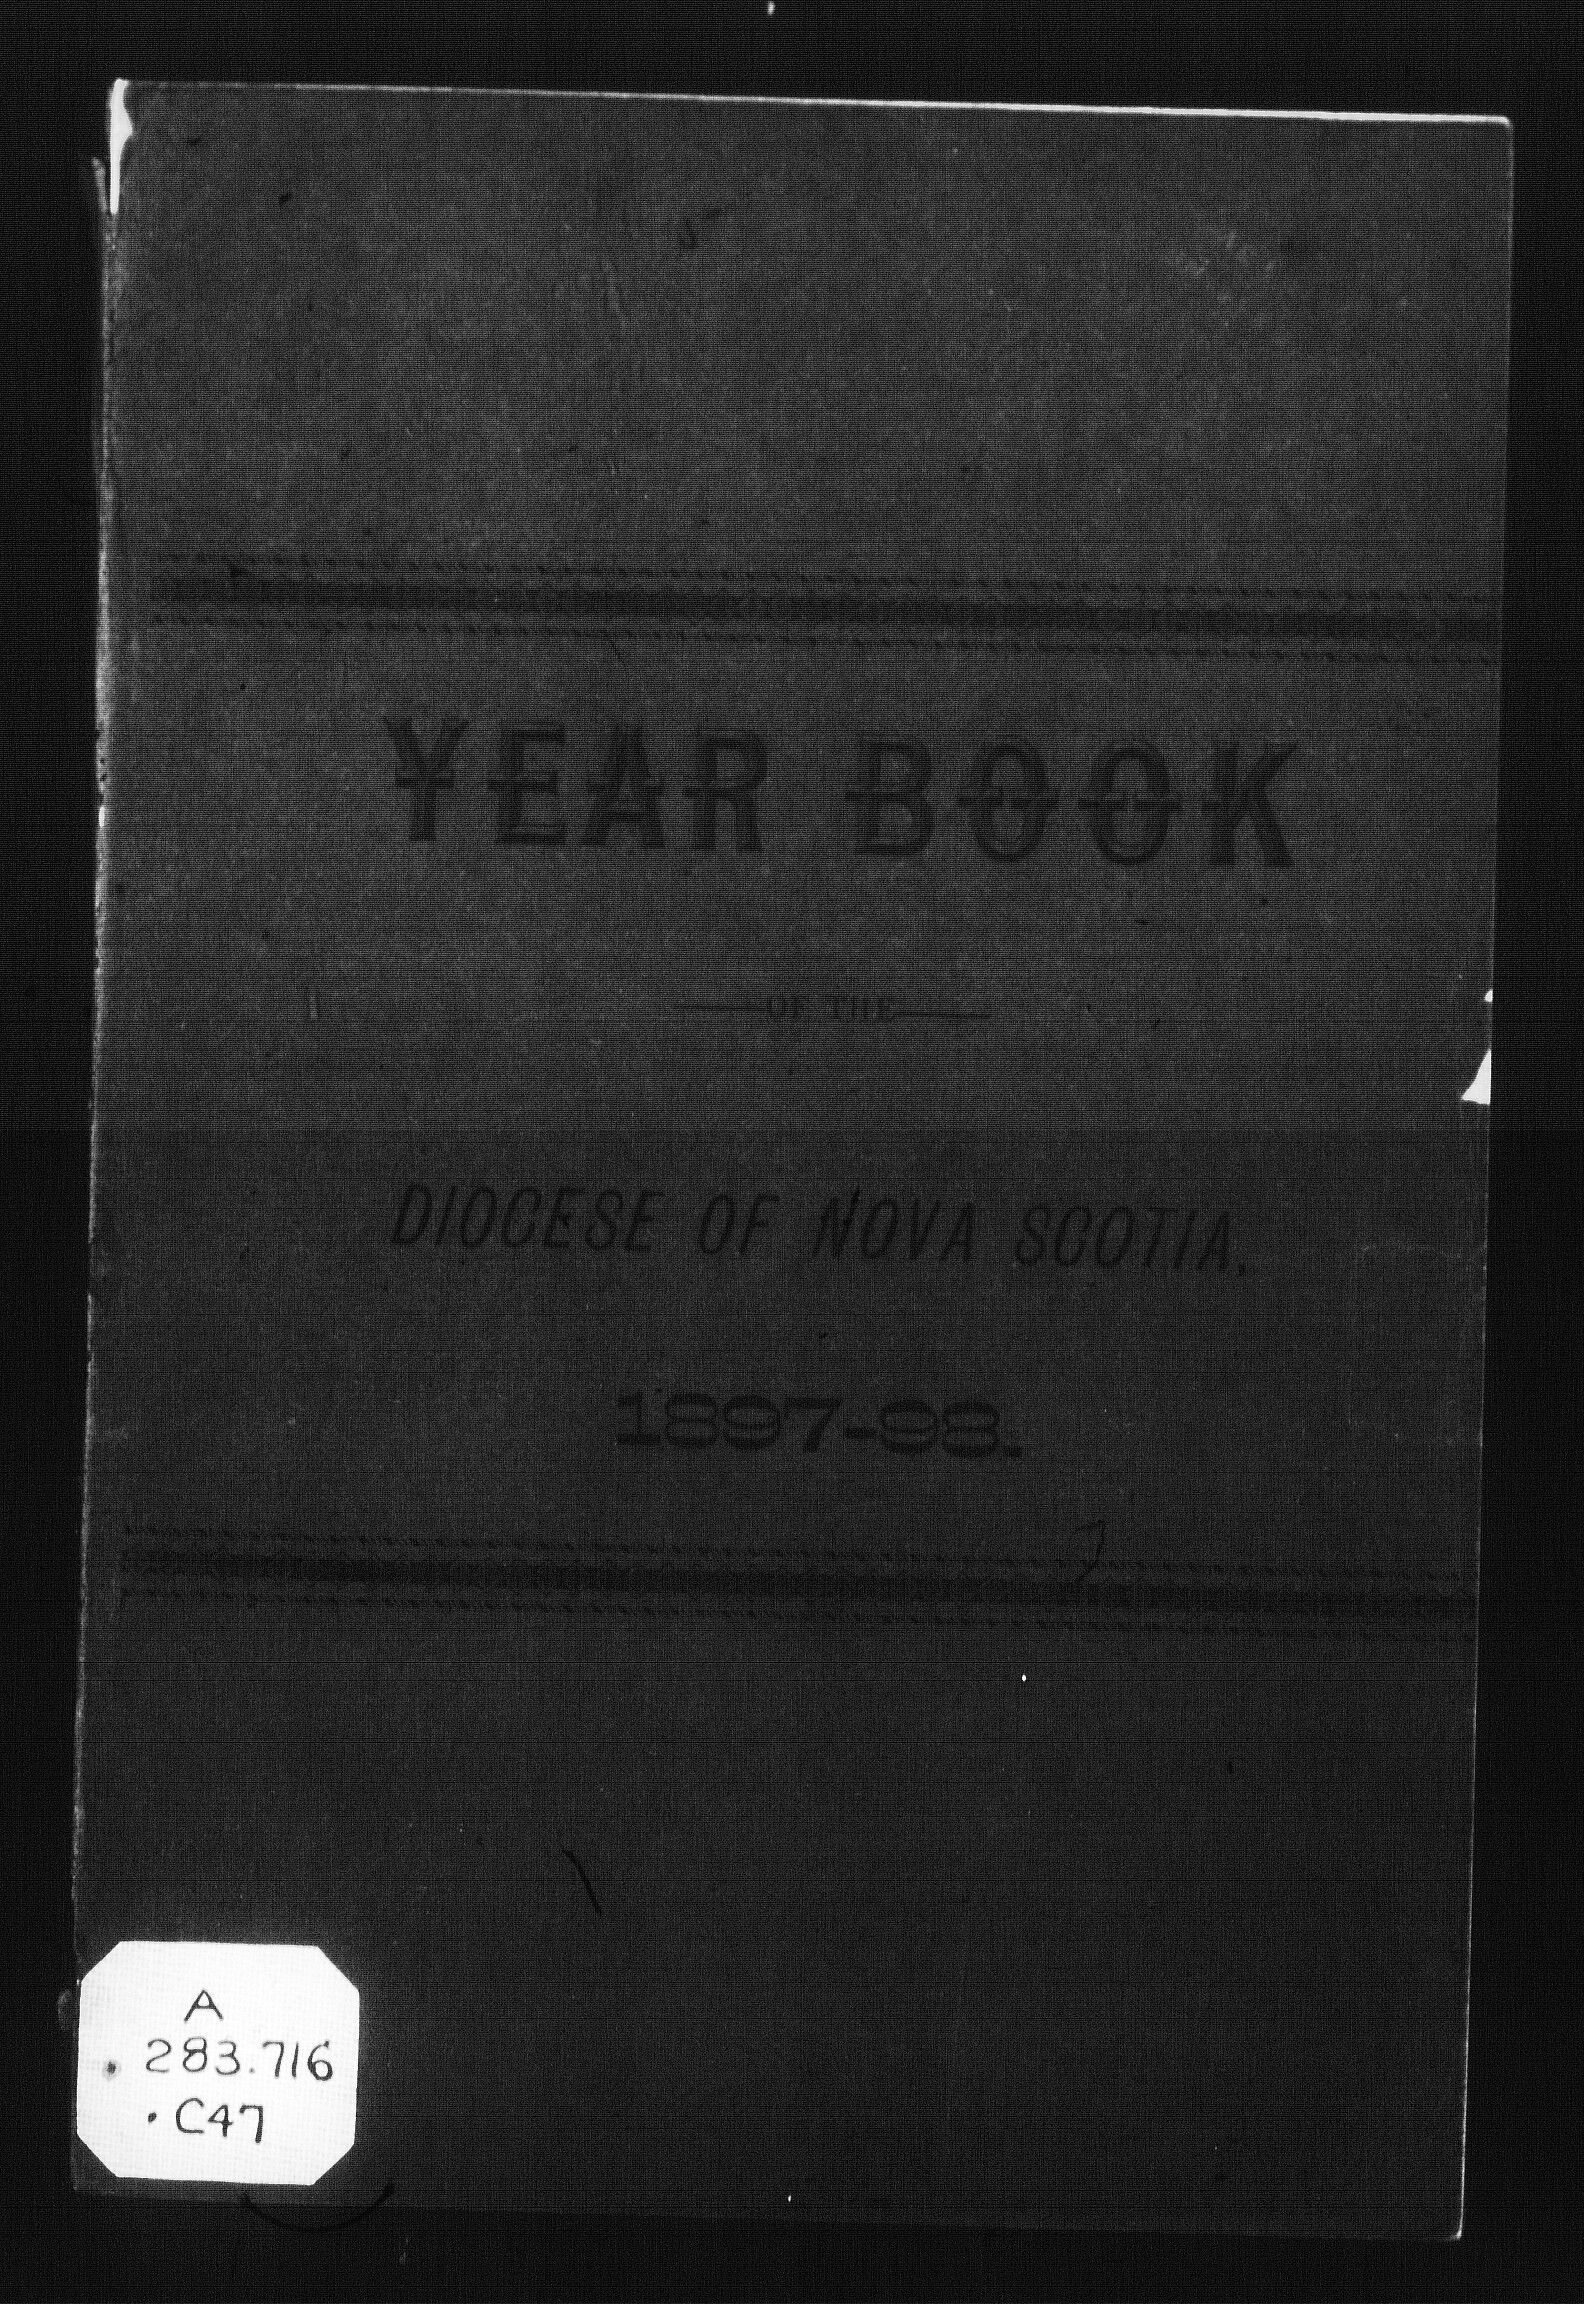 YEAR BOOK
OF THE
DIOCESE OF NOVA SCOTIA.
1897-98.
A
283.716
.C47